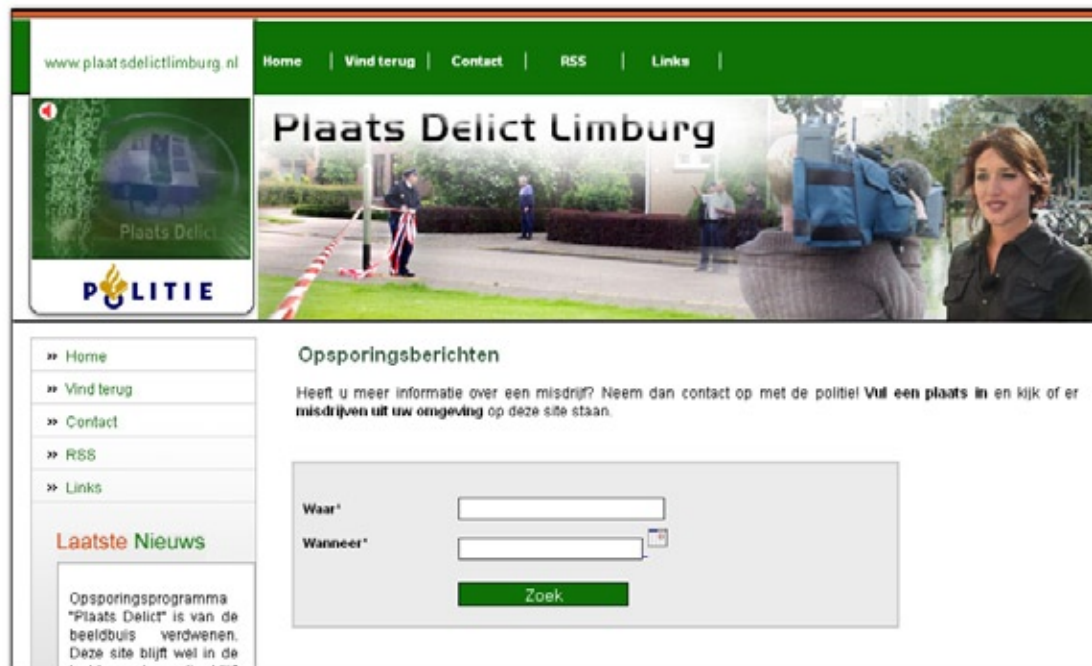 www.plaatsdelictlimburg.nl
Home | Vind terug | Contact | RSS | Links |
Plaats Delict Limburg
Plaats Delict
POLITIE
» Home
» Vind terug
» Contact
» RSS
» Links
Laatste Nieuws
Opsporingsprogramma
"Plaats Delict" is van de
beeldbuis verdwenen.
Deze site blijft wel in de
Opsporingsberichten
Heeft u meer informatie over een misdrijf? Neem dan contact op met de politie! Vul een plaats in en kijk of er
misdrijven uit uw omgeving op deze site staan.
Waar*
Wanneer*
Zoek